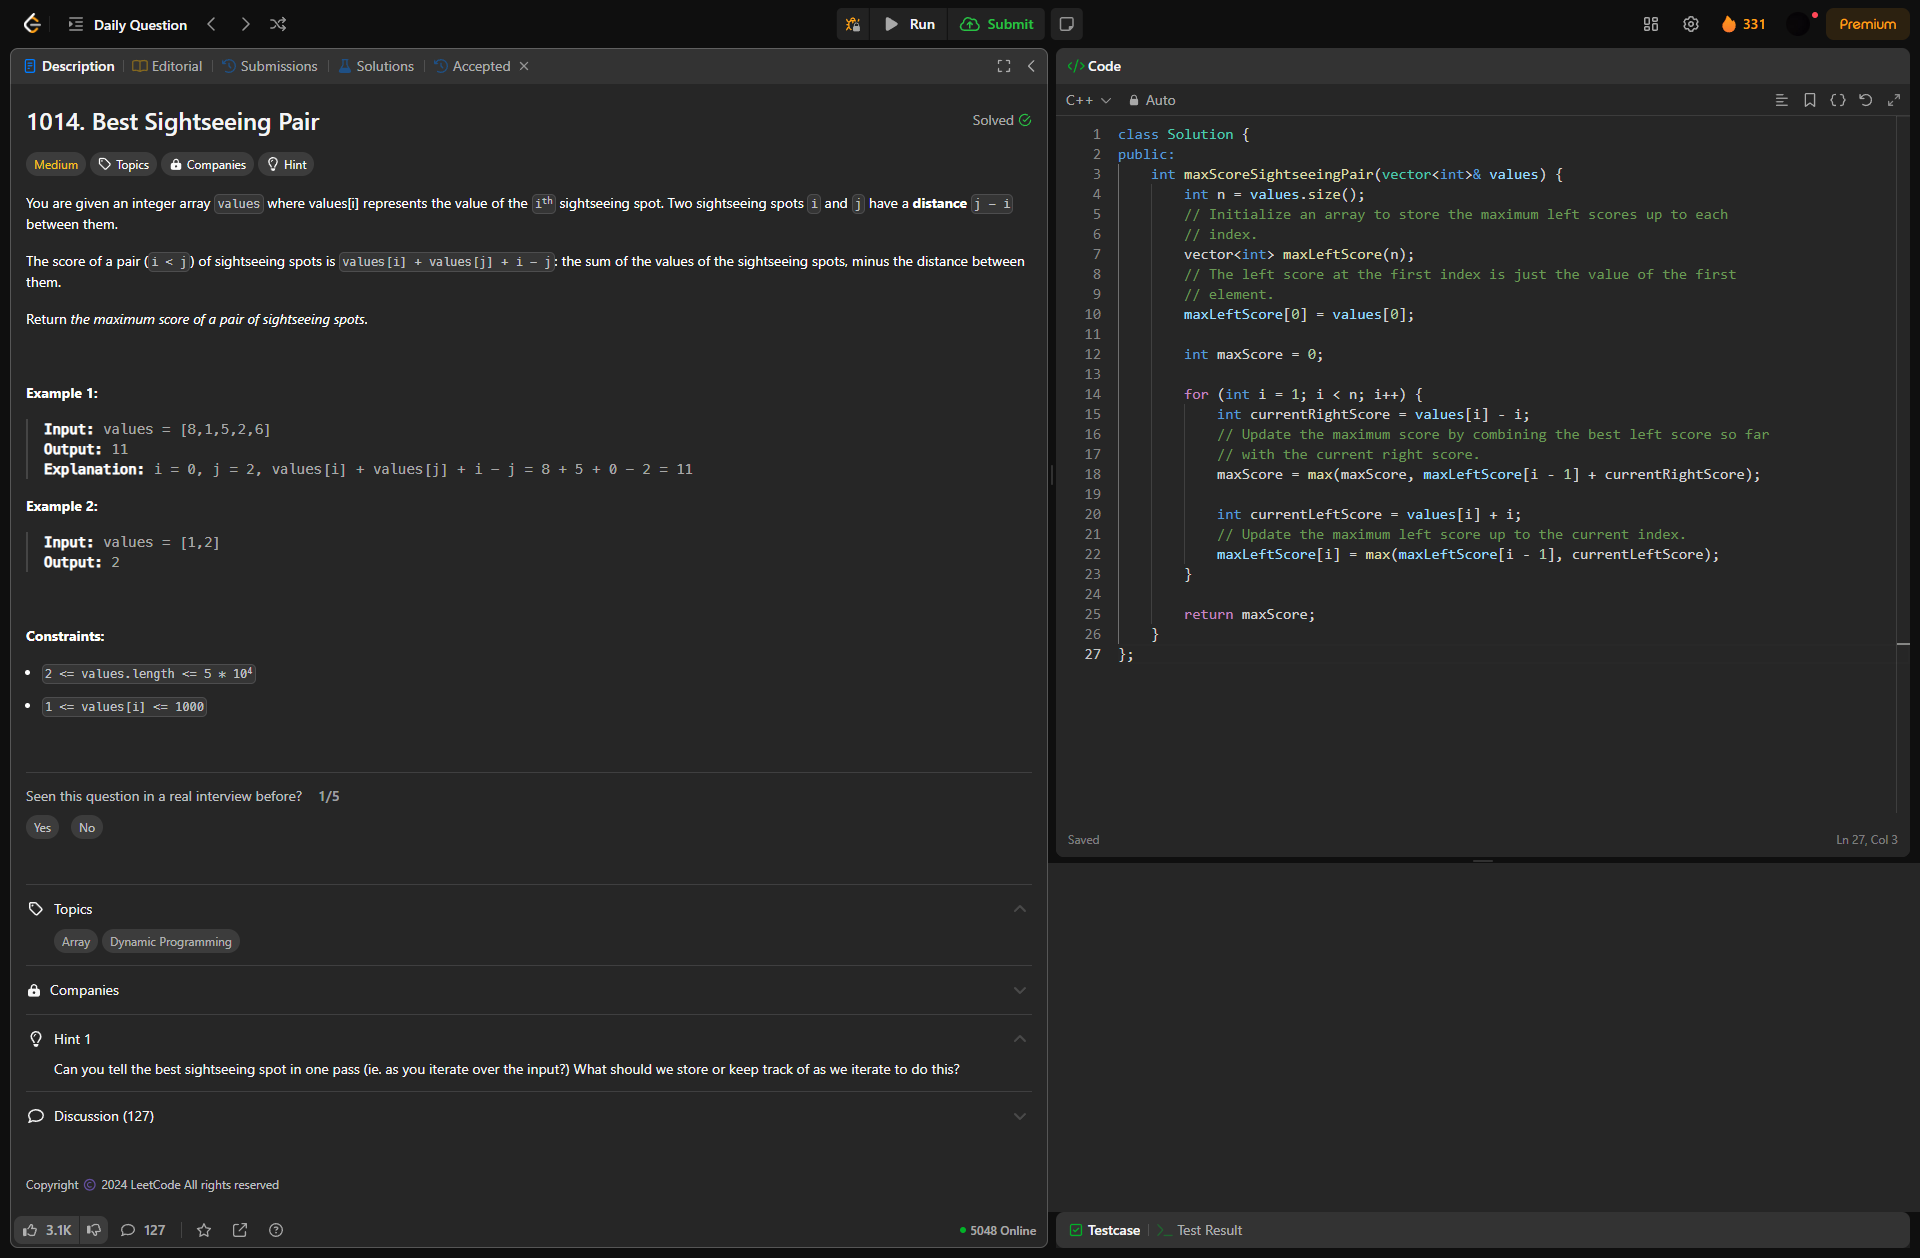 Daily Question
Run
Submit
331
Premium
Description
Editorial
Submissions
Solutions
Accepted
1014. Best Sightseeing Pair
Solved
Medium
Topics
Companies
Hint
You are given an integer array values where values[i] represents the value of the ith sightseeing spot. Two sightseeing spots i and j have a distance j - i
between them.
The score of a pair (i < j) of sightseeing spots is values[i] + values[j] + i - j: the sum of the values of the sightseeing spots, minus the distance between
them.
Return the maximum score of a pair of sightseeing spots.
Example 1:
Input: values = [8,1,5,2,6]
Output: 11
Explanation: i = 0, j = 2, values[i] + values[j] + i - j = 8 + 5 + 0 - 2 = 11
Example 2:
Input: values = [1,2]
Output: 2
Constraints:
• 2 <= values.length <= 5 * 10⁴
• 1 <= values[i] <= 1000
Seen this question in a real interview before? 1/5
Yes
No
Topics
Array
Dynamic Programming
Companies
Hint 1
Can you tell the best sightseeing spot in one pass (ie. as you iterate over the input?) What should we store or keep track of as we iterate to do this?
Discussion (127)
Copyright © 2024 LeetCode All rights reserved
3.1K
127
5048 Online
</> Code
C++
Auto
1 class Solution {
2 public:
3     int maxScoreSightseeingPair(vector<int>& values) {
4         int n = values.size();
5         // Initialize an array to store the maximum left scores up to each
6         // index.
7         vector<int> maxLeftScore(n);
8         // The left score at the first index is just the value of the first
9         // element.
10         maxLeftScore[0] = values[0];
11
12         int maxScore = 0;
13
14         for (int i = 1; i < n; i++) {
15             int currentRightScore = values[i] - i;
16             // Update the maximum score by combining the best left score so far
17             // with the current right score.
18             maxScore = max(maxScore, maxLeftScore[i - 1] + currentRightScore);
19
20             int currentLeftScore = values[i] + i;
21             // Update the maximum left score up to the current index.
22             maxLeftScore[i] = max(maxLeftScore[i - 1], currentLeftScore);
23         }
24
25         return maxScore;
26     }
27 };
Saved
Ln 27, Col 3
Testcase
Test Result